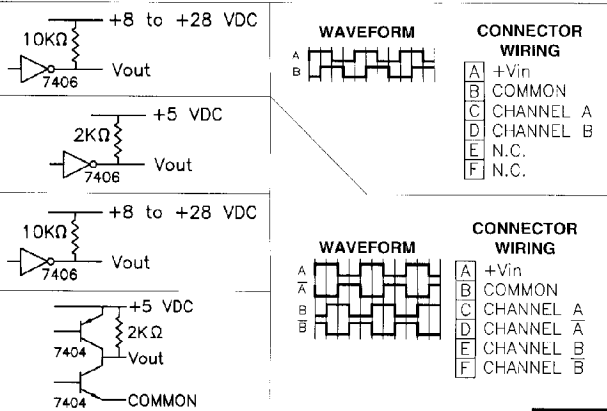 +8 to +28 VDC
10KΩ
7406
Vout
+5 VDC
2KΩ
7406
Vout
+8 to +28 VDC
10KΩ
7406
Vout
+5 VDC
2KΩ
7404
Vout
7404
COMMON
WAVEFORM
A
B
CONNECTOR
WIRING
A +Vin
B COMMON
C CHANNEL A
D CHANNEL B
E N.C.
F N.C.
WAVEFORM
A
A̅
B
B̅
CONNECTOR
WIRING
A +Vin
B COMMON
C CHANNEL A
D CHANNEL A̅
E CHANNEL B
F CHANNEL B̅